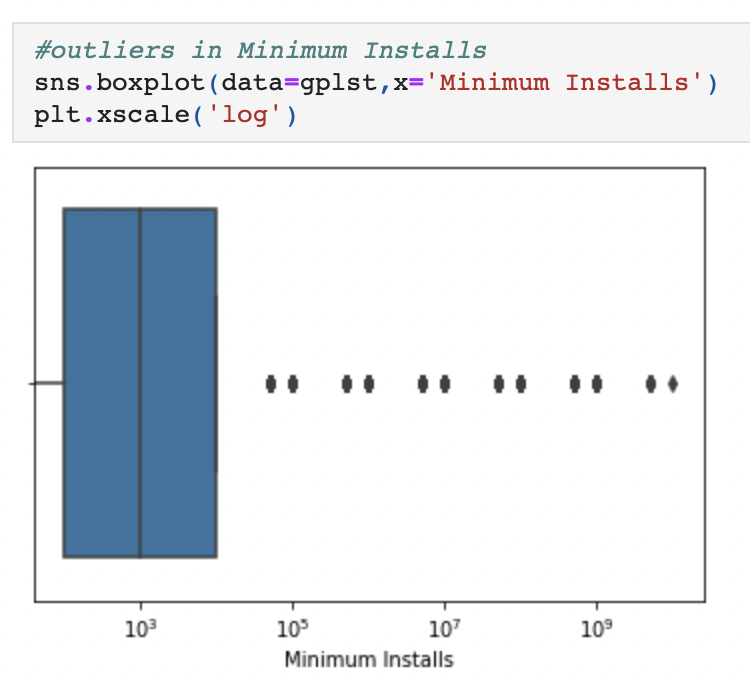 #outliers in Minimum Installs
sns.boxplot(data=gplst,x='Minimum Installs')
plt.xscale('log')
10³ 10⁵ 10⁷ 10⁹
Minimum Installs